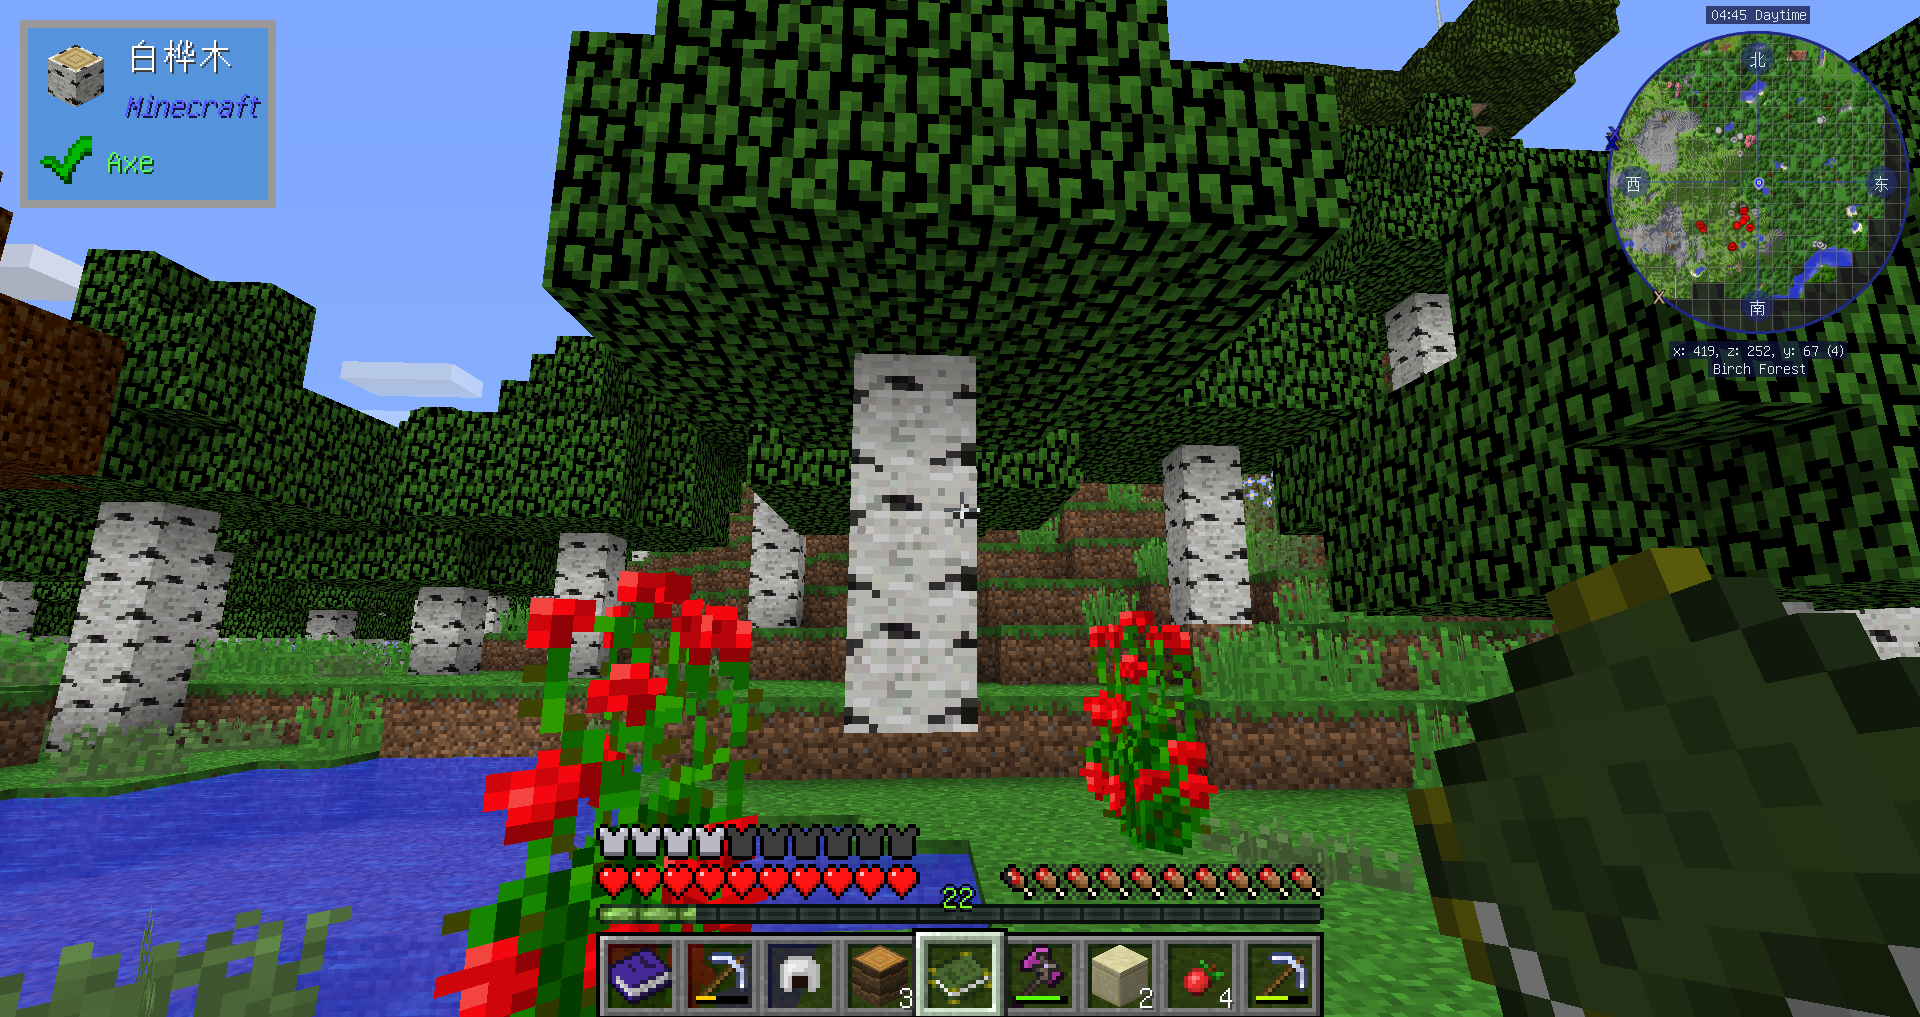 白桦木
Minecraft
Axe
04:45 Daytime
北
西
东
南
x: 419, z: 252, y: 67 (4)
Birch Forest
22
3
2
4